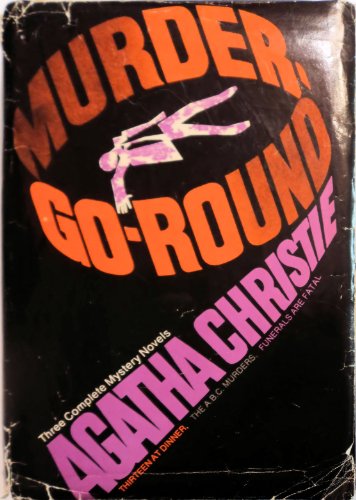 MURDER-
GO-ROUND
Three Complete Mystery Novels
AGATHA CHRISTIE
THIRTEEN AT DINNER. THE A B C MURDERS. FUNERALS ARE FATAL